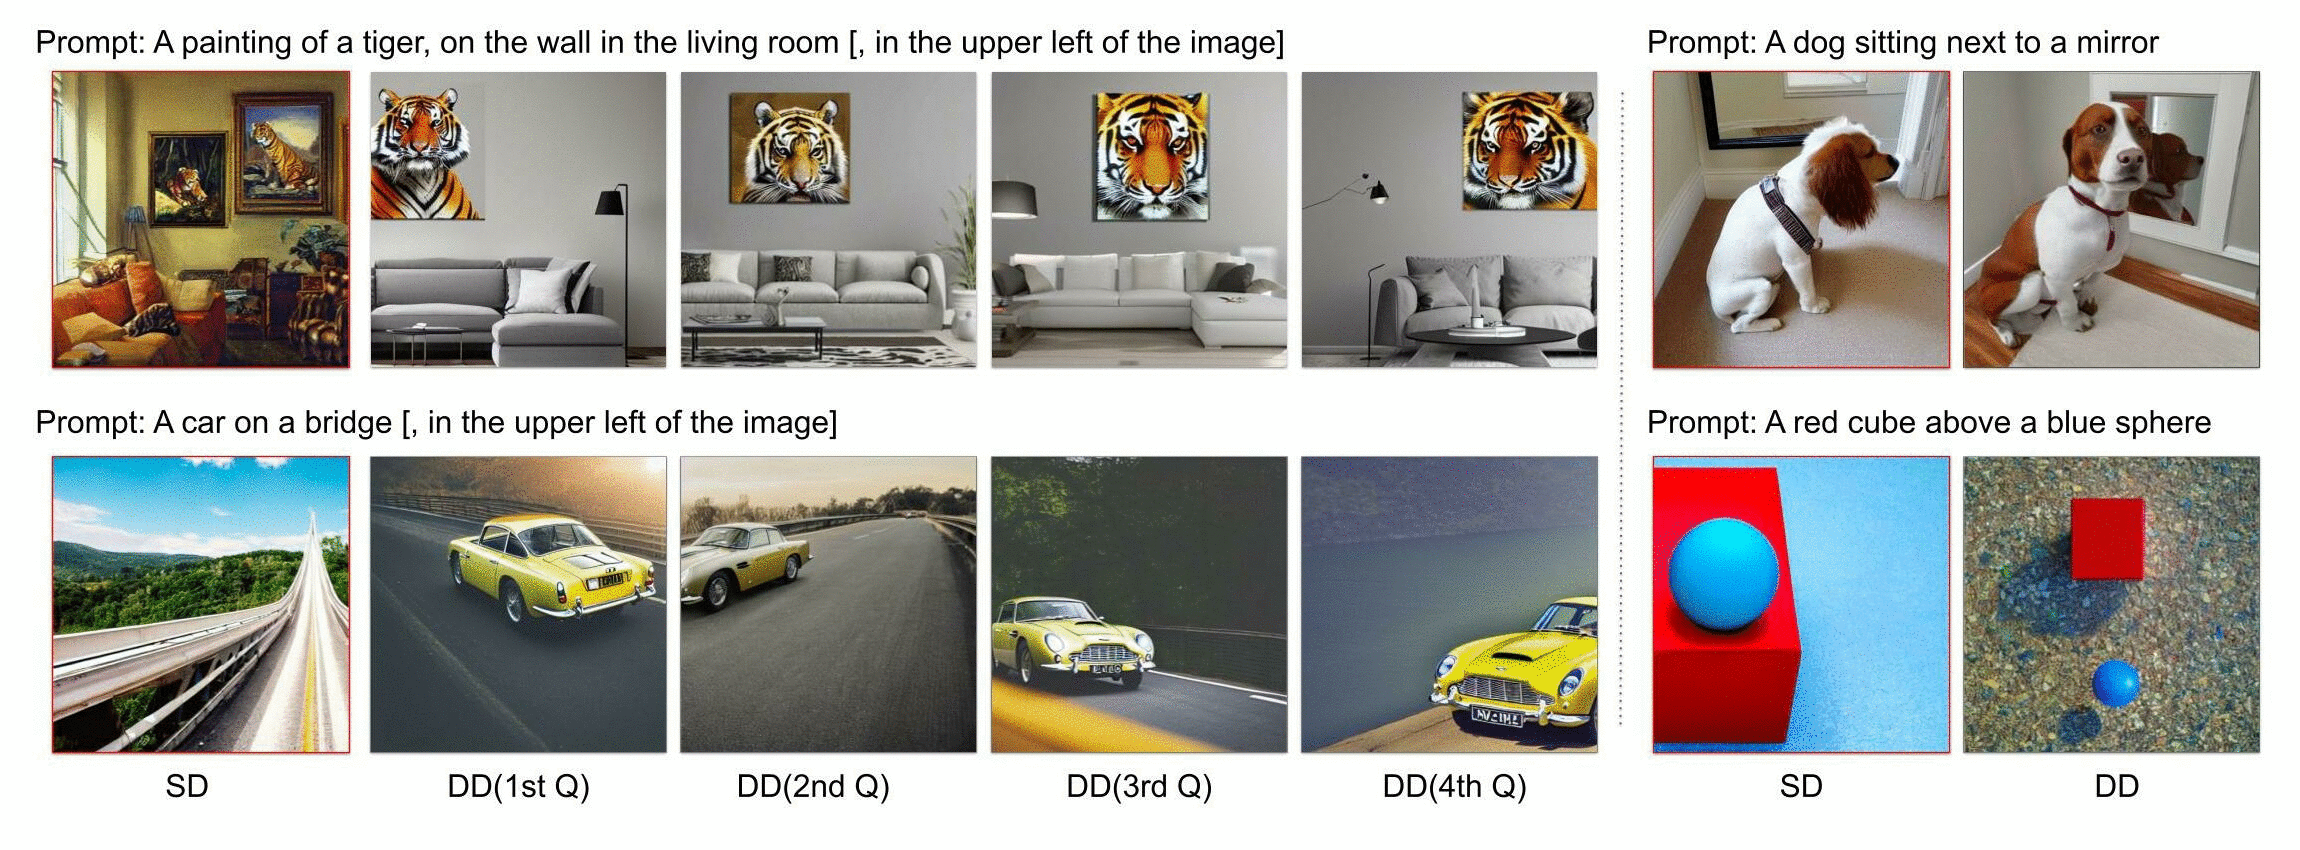 Prompt: A painting of a tiger, on the wall in the living room [, in the upper left of the image]
Prompt: A dog sitting next to a mirror
Prompt: A car on a bridge [, in the upper left of the image]
Prompt: A red cube above a blue sphere
SD
DD(1st Q)
DD(2nd Q)
DD(3rd Q)
DD(4th Q)
SD
DD